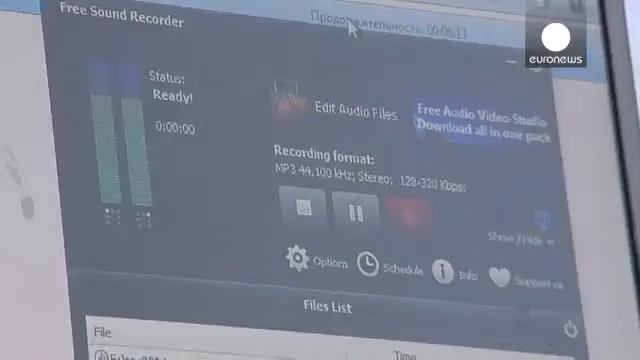 Free Sound Recorder
Продолжительность: 00:06:13
euronews
Status:
Ready!
0:00:00
Edit Audio Files
Free Audio Video Studio
Download all in one pack
Recording format:
MP3 44,100 kHz; Stereo; 128-320 Kbps;
Show / Hide
Options
Schedule
Info
Support us
Files List
File
Time